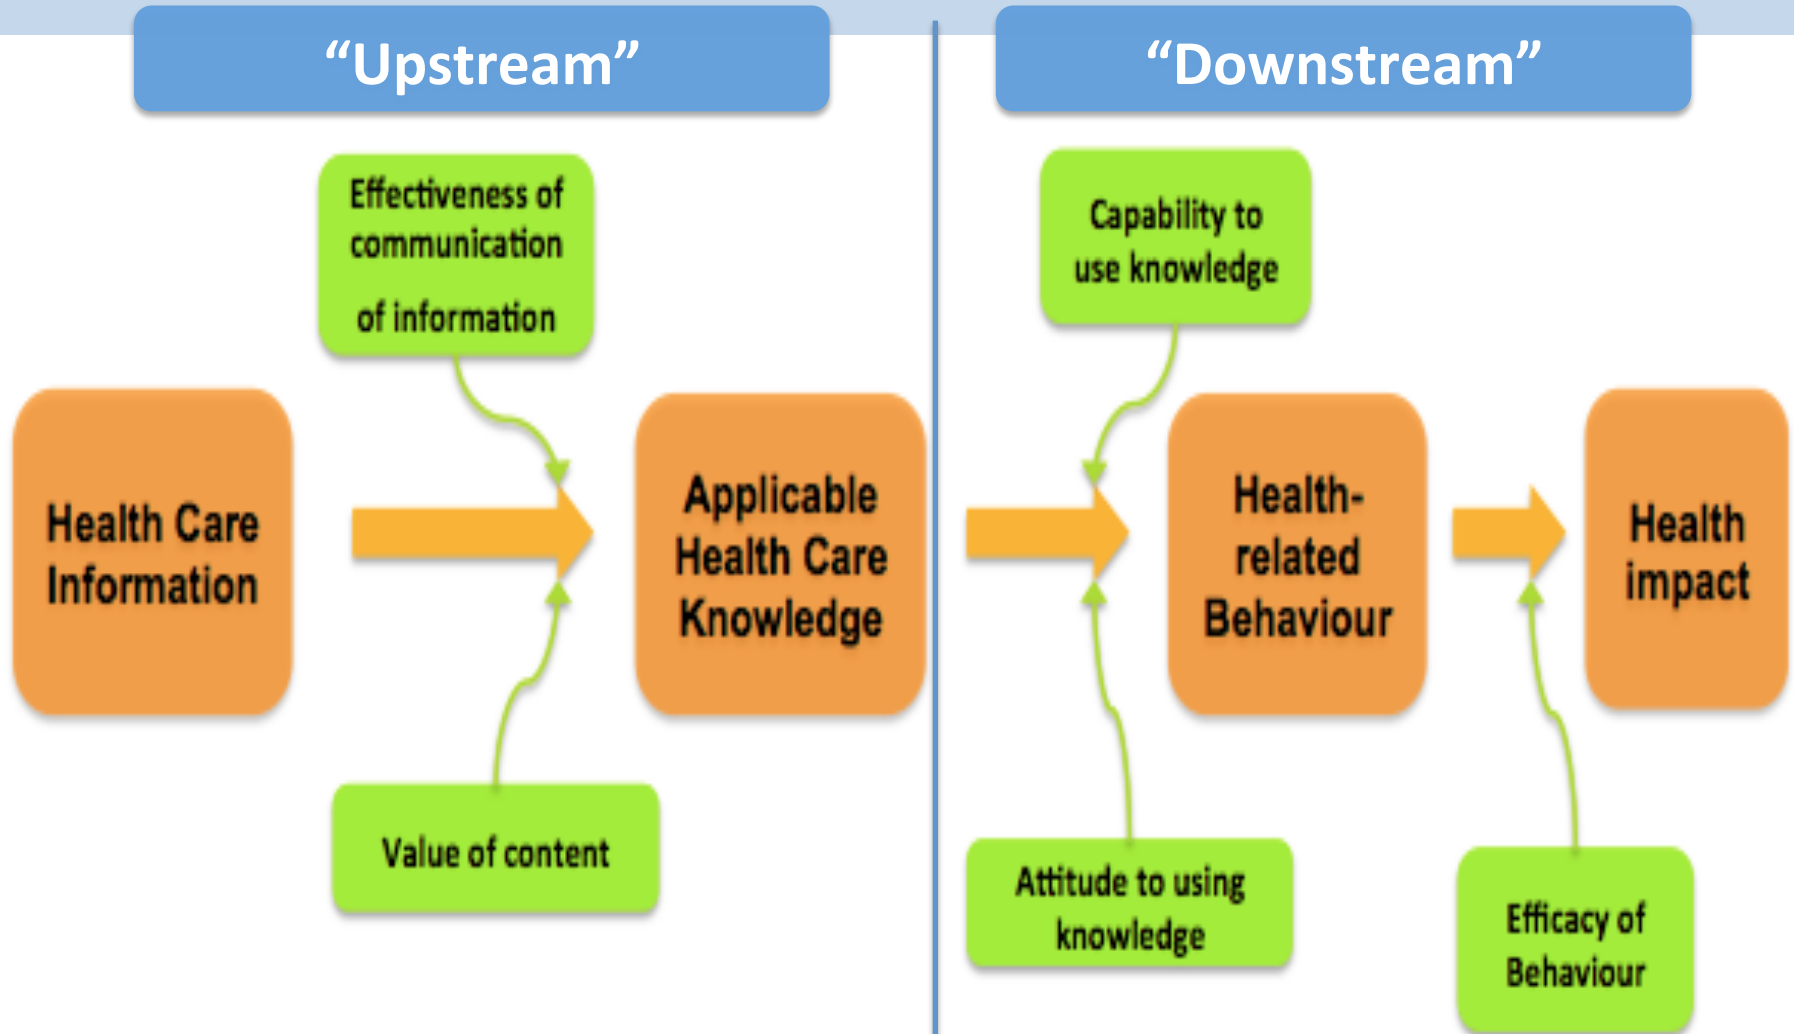 “Upstream”
“Downstream”
Effectiveness of
communication
of information
Capability to
use knowledge
Health Care
Information
Applicable
Health Care
Knowledge
Health-
related
Behaviour
Health
impact
Value of content
Attitude to using
knowledge
Efficacy of
Behaviour